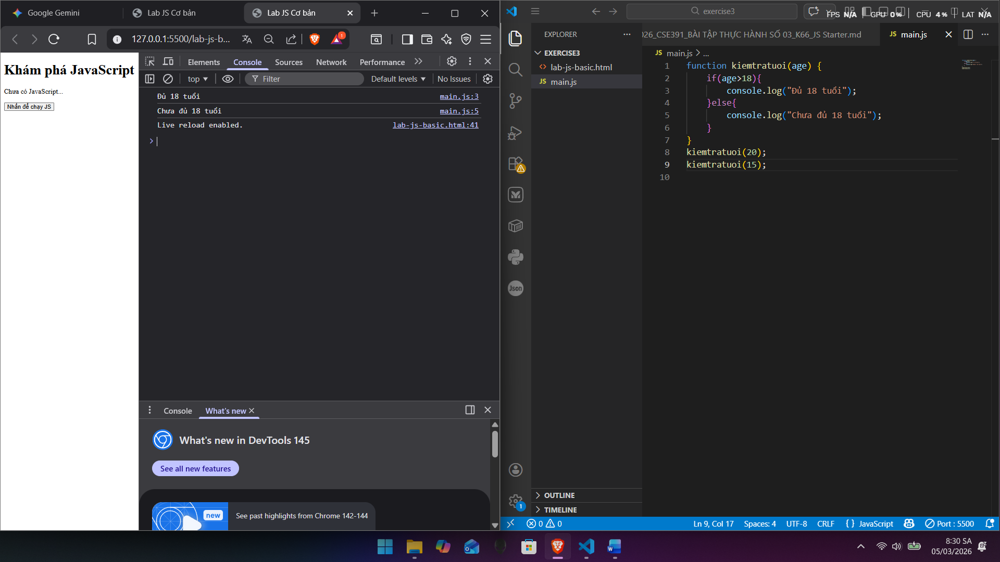 Google Gemini
Lab JS Cơ bản
Lab JS Cơ bản
127.0.0.1:5500/lab-js-b...
1
Khám phá JavaScript
Chưa có JavaScript...
Nhấn để chạy JS
Elements
Console
Sources
Network
Performance
top
Filter
Default levels
No Issues
Đủ 18 tuổi main.js:3
Chưa đủ 18 tuổi main.js:5
Live reload enabled. lab-js-basic.html:41
Console
What's new
What's new in DevTools 145
See all new features
new
See past highlights from Chrome 142-144
exercise3
FPS N/A GPU 0% CPU 4% LAT N/A
EXPLORER
EXERCISE3
lab-js-basic.html
JS main.js
Json
OUTLINE
TIMELINE
026_CSE391_BÀI TẬP THỰC HÀNH SỐ 03_K66_JS Starter.md
JS main.js
JS main.js > ...
1 function kiemtratuoi(age) {
2 if(age>18){
3 console.log("Đủ 18 tuổi");
4 }else{
5 console.log("Chưa đủ 18 tuổi");
6 }
7 }
8 kiemtratuoi(20);
9 kiemtratuoi(15);
10
1
0 0
Ln 9, Col 17
Spaces: 4
UTF-8
CRLF
{ } JavaScript
Port : 5500
8:30 SA
05/03/2026